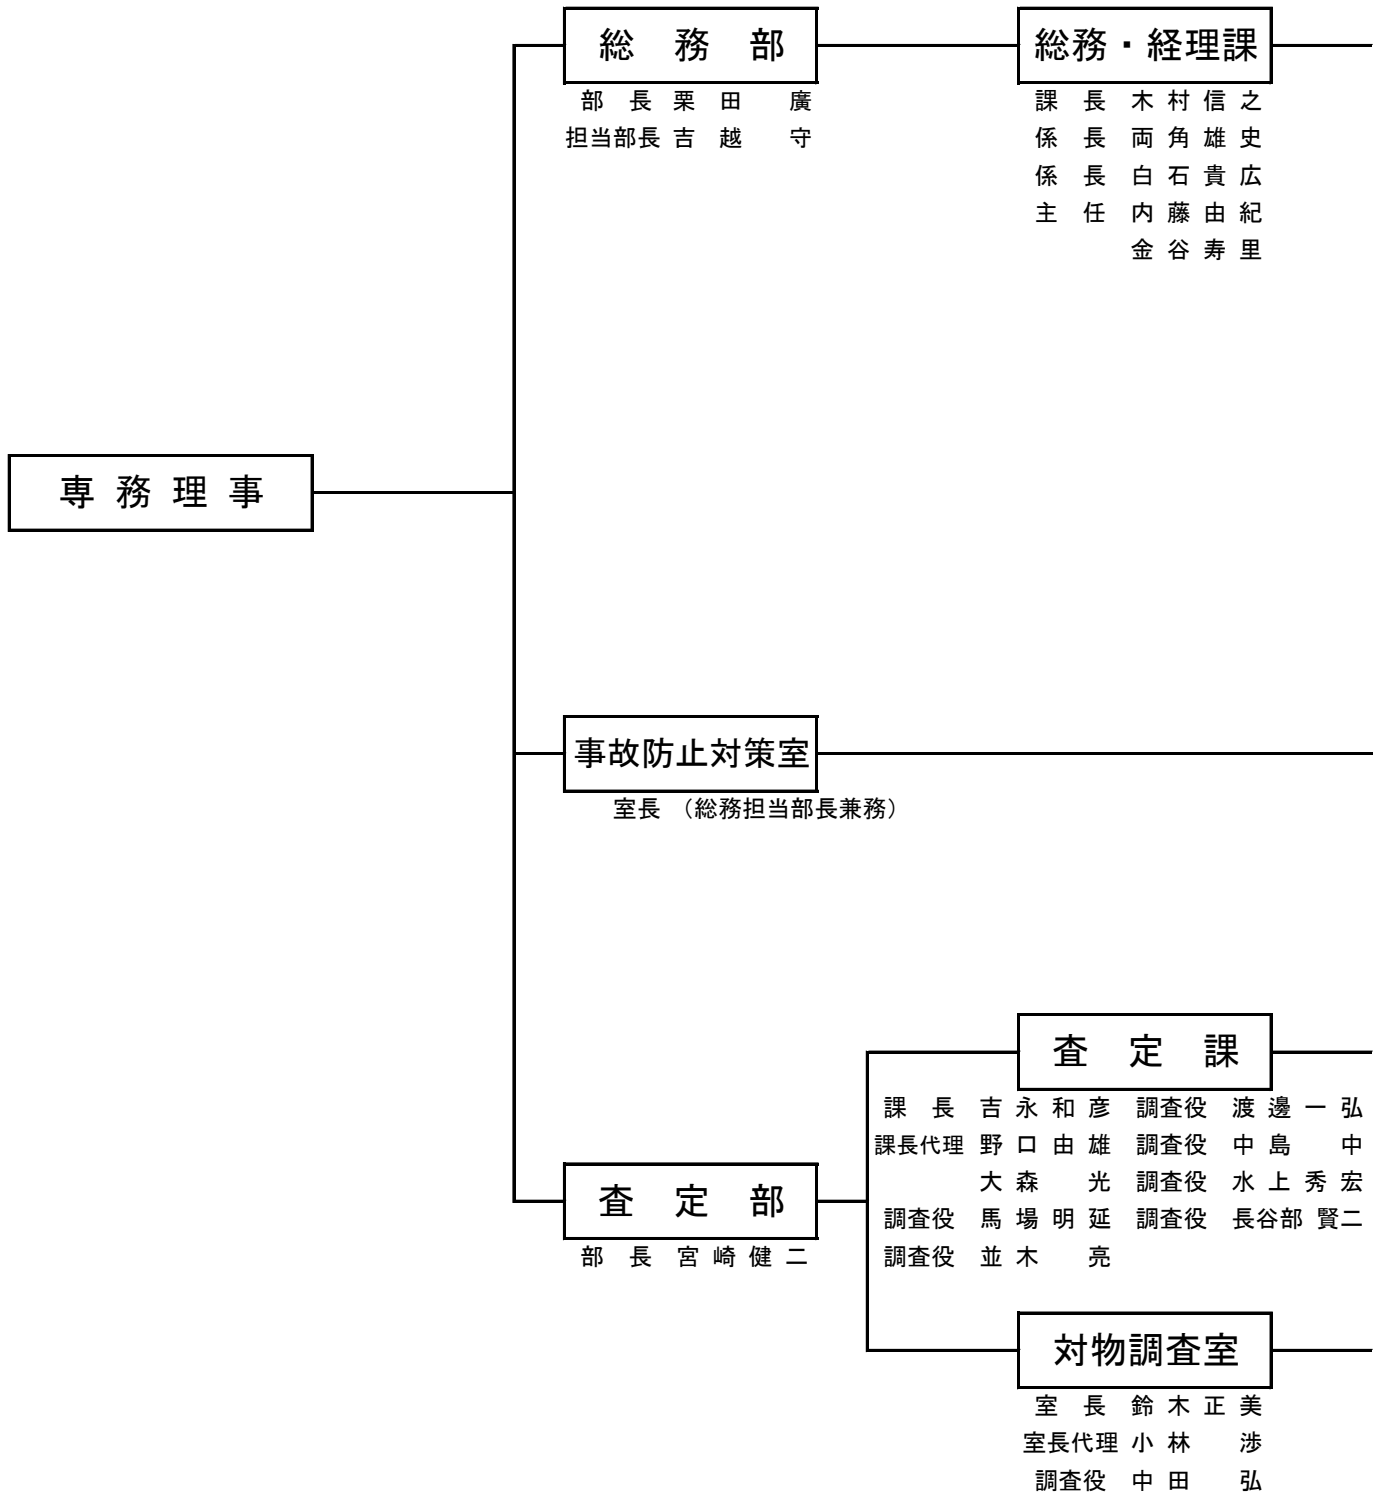 総務部
部長 栗田 廣
担当部長 吉越 守
総務・経理課
課長 木村信之
係長 両角雄史
係長 白石貴広
主任 内藤由紀
金谷寿里
専務理事
事故防止対策室
室長 （総務担当部長兼務）
査定部
部長 宮崎健二
査定課
課長 吉永和彦 調査役 渡邊一弘
課長代理 野口由雄 調査役 中島 中
大森 光 調査役 水上秀宏
調査役 馬場明延 調査役 長谷部 賢二
調査役 並木 亮
対物調査室
室長 鈴木正美
室長代理 小林 渉
調査役 中田 弘